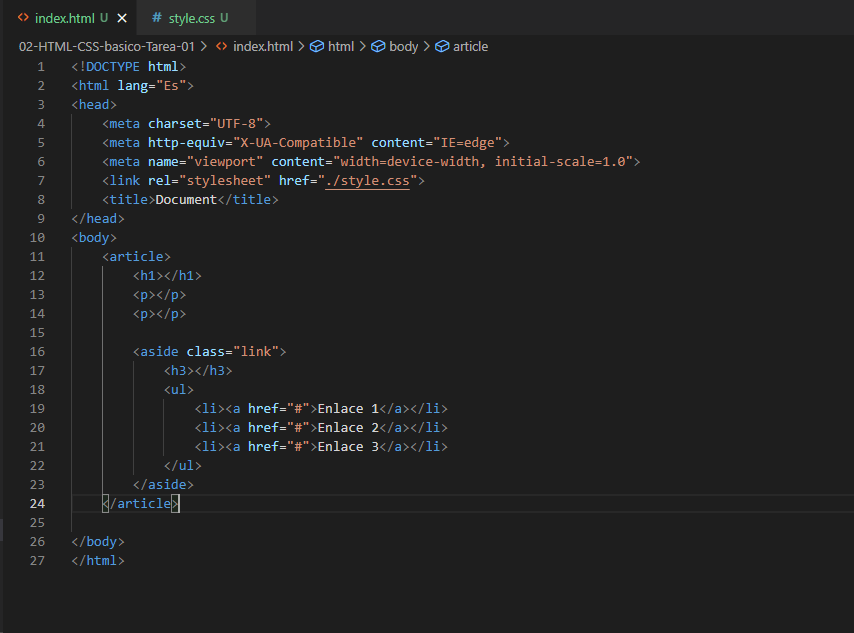 index.html U
# style.css U
02-HTML-CSS-basico-Tarea-01 > index.html > html > body > article
1 <!DOCTYPE html>
2 <html lang="Es">
3 <head>
4     <meta charset="UTF-8">
5     <meta http-equiv="X-UA-Compatible" content="IE=edge">
6     <meta name="viewport" content="width=device-width, initial-scale=1.0">
7     <link rel="stylesheet" href="./style.css">
8     <title>Document</title>
9 </head>
10 <body>
11     <article>
12         <h1></h1>
13         <p></p>
14         <p></p>
15
16         <aside class="link">
17             <h3></h3>
18             <ul>
19                 <li><a href="#">Enlace 1</a></li>
20                 <li><a href="#">Enlace 2</a></li>
21                 <li><a href="#">Enlace 3</a></li>
22             </ul>
23         </aside>
24     </article>
25
26 </body>
27 </html>